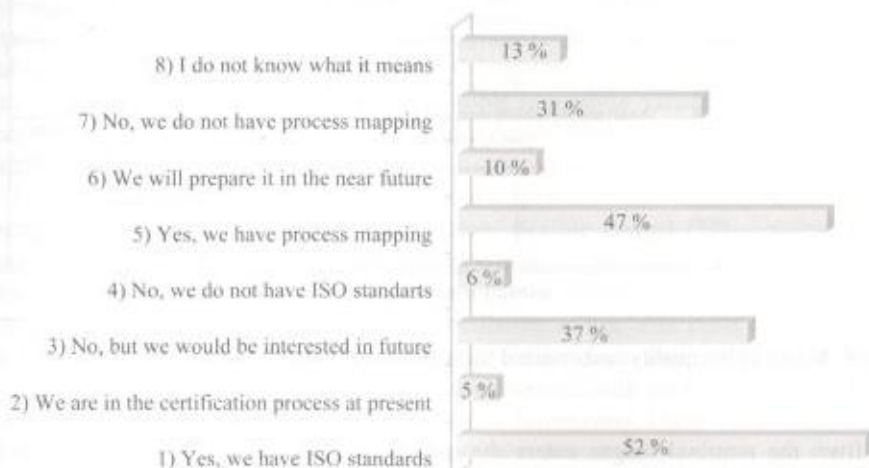 8) I do not know what it means
13 %
7) No, we do not have process mapping
31 %
6) We will prepare it in the near future
10 %
5) Yes, we have process mapping
47 %
4) No, we do not have ISO standarts
6 %
3) No, but we would be interested in future
37 %
2) We are in the certification process at present
5 %
1) Yes, we have ISO standards
52 %